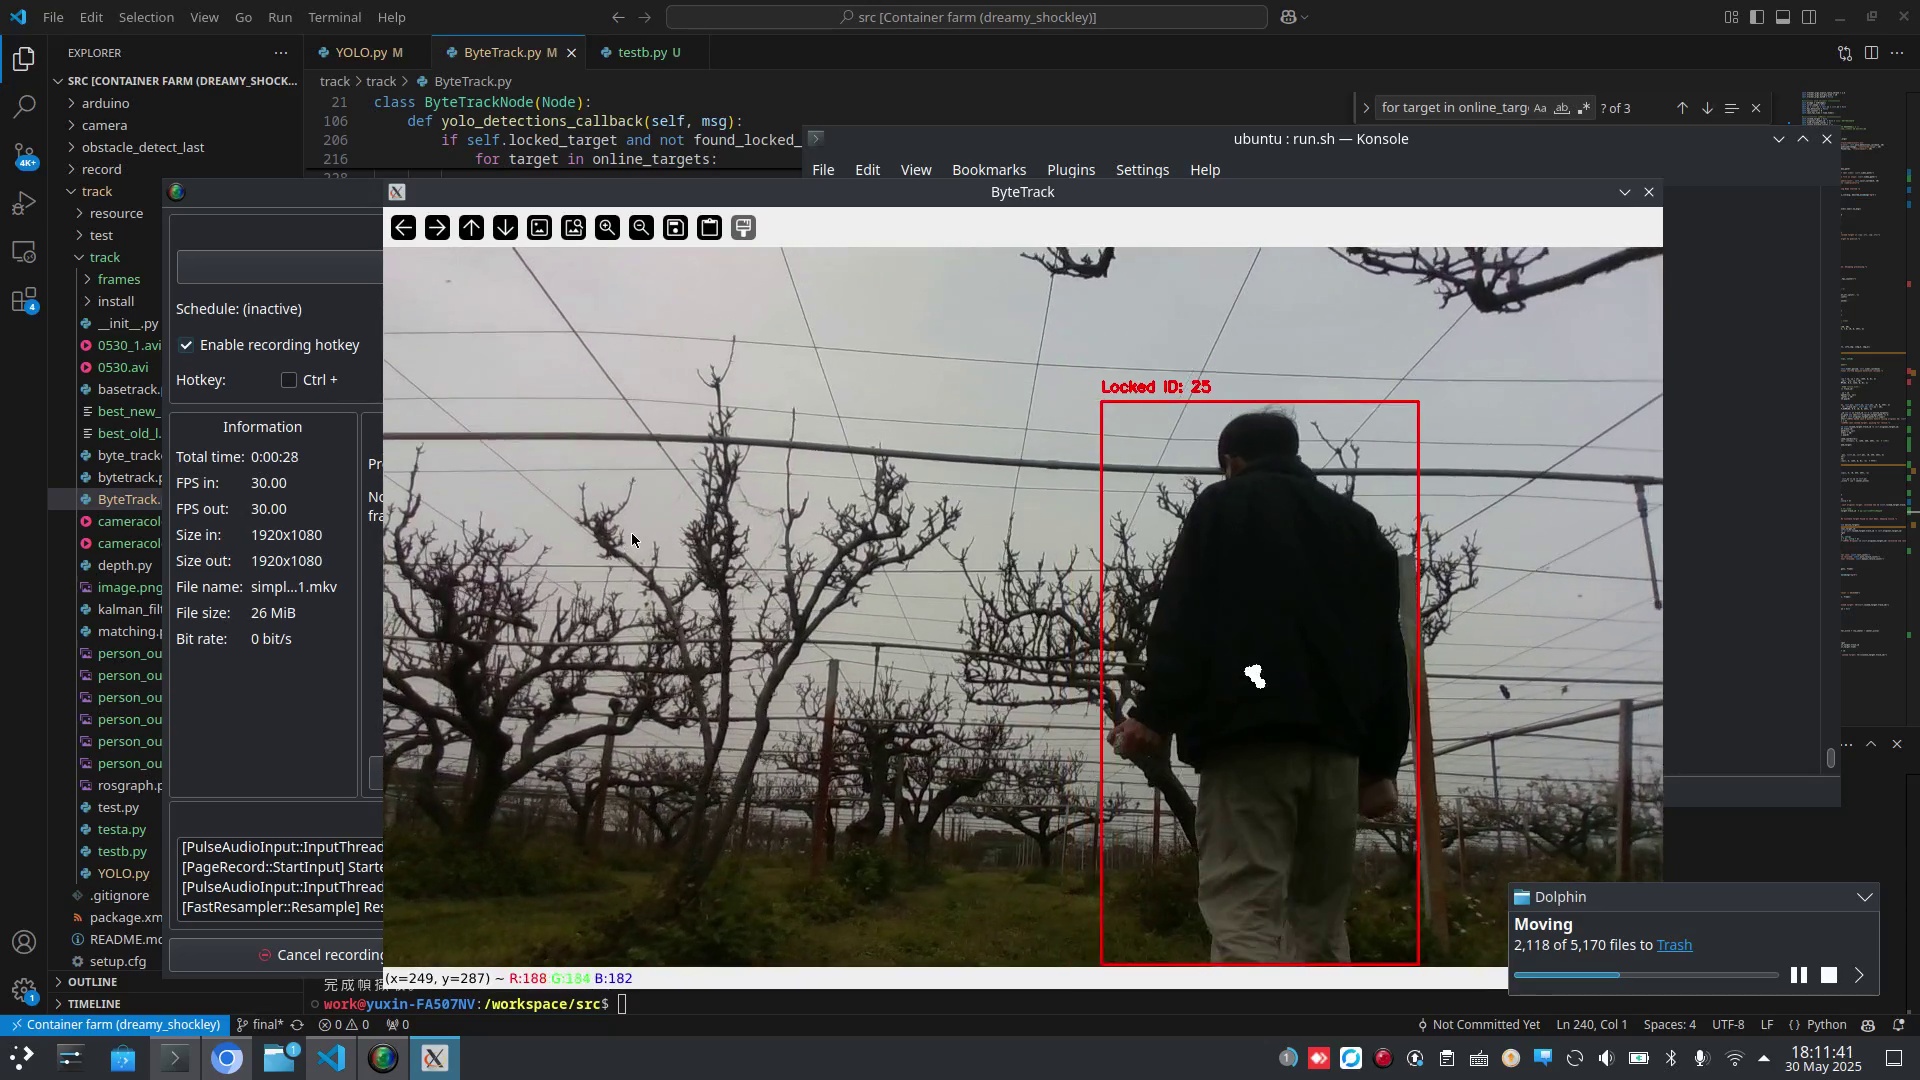 File Edit Selection View Go Run Terminal Help
src [Container farm (dreamy_shockley)]
EXPLORER
YOLO.py M
ByteTrack.py M
testb.py U
SRC [CONTAINER FARM (DREAMY_SHOCK...
track > track > ByteTrack.py
arduino
camera
obstacle_detect_last
record
track
resource
test
track
frames
install
__init__.py
0530_1.avi
0530.avi
basetrack.
best_new_
best_old_l.
byte_track
bytetrack.p
ByteTrack.
cameracol
cameracol
depth.py
image.png
kalman_filt
matching.p
person_ou
person_ou
person_ou
person_ou
person_ou
person_ou
rosgraph.p
test.py
testa.py
testb.py
YOLO.py
.gitignore
package.xm
README.md
setup.cfg
OUTLINE
TIMELINE
4K+
4
1
21 class ByteTrackNode(Node):
106 def yolo_detections_callback(self, msg):
206 if self.locked_target and not found_locked_
216 for target in online_targets:
for target in online_targ
Aa ab
? of 3
ubuntu : run.sh — Konsole
File Edit View Bookmarks Plugins Settings Help
ByteTrack
Schedule: (inactive)
Enable recording hotkey
Hotkey: Ctrl +
Information
Total time: 0:00:28
FPS in: 30.00
FPS out: 30.00
Size in: 1920x1080
Size out: 1920x1080
File name: simpl...1.mkv
File size: 26 MiB
Bit rate: 0 bit/s
Pr
No
fra
[PulseAudioInput::InputThread
[PageRecord::StartInput] Starte
[PulseAudioInput::InputThread
[FastResampler::Resample] Res
Cancel recording
Locked ID: 25
(x=249, y=287) ~ R:188 G:184 B:182
work@yuxin-FA507NV:/workspace/src$
Dolphin
Moving
2,118 of 5,170 files to Trash
Container farm (dreamy_shockley)
final*
0 0
0
Not Committed Yet
Ln 240, Col 1
Spaces: 4
UTF-8
LF
Python
1
1
18:11:41
30 May 2025